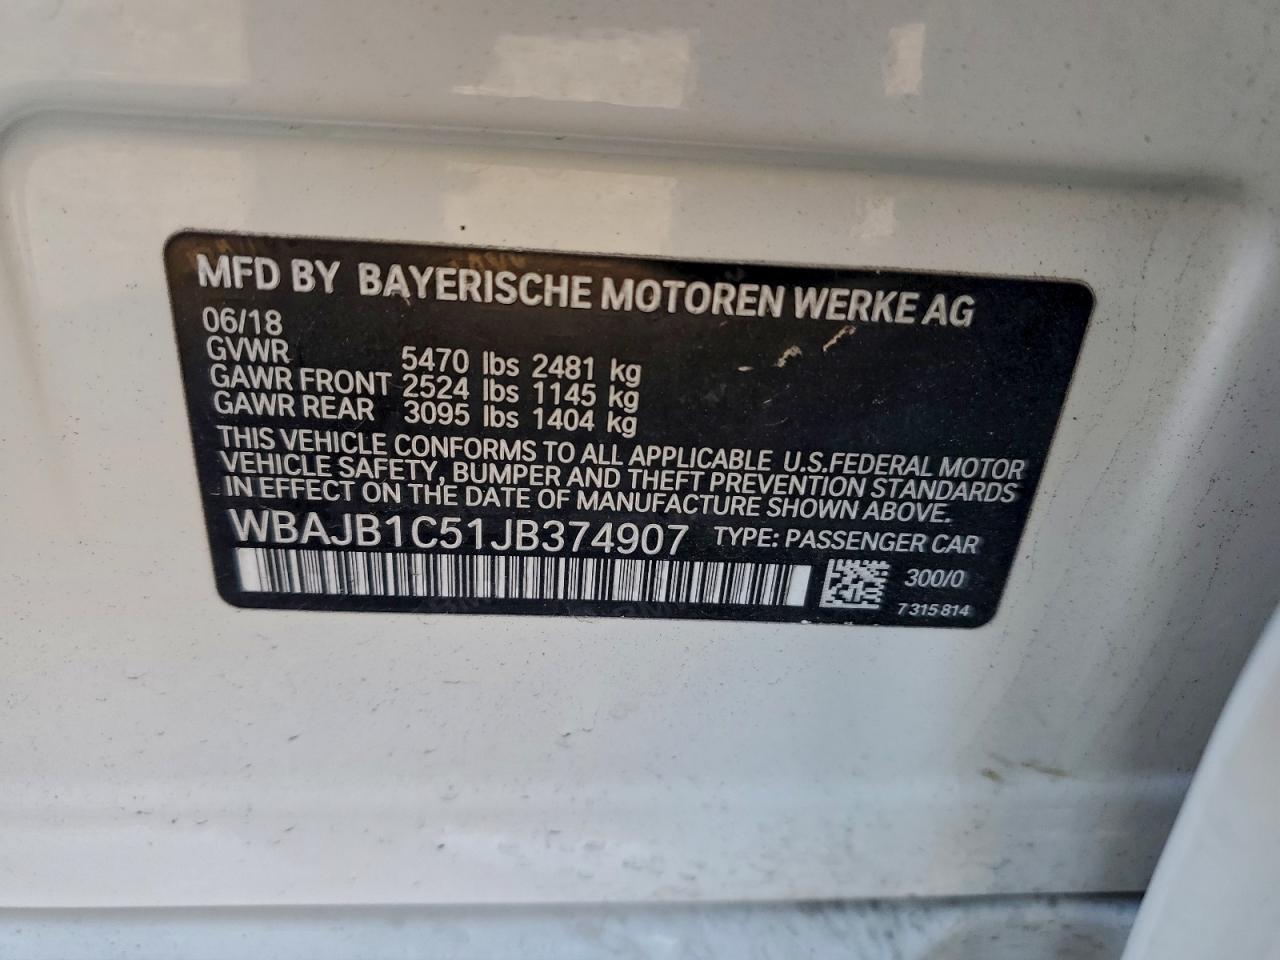 MFD BY BAYERISCHE MOTOREN WERKE AG
06/18
GVWR 5470 lbs 2481 kg
GAWR FRONT 2524 lbs 1145 kg
GAWR REAR 3095 lbs 1404 kg
THIS VEHICLE CONFORMS TO ALL APPLICABLE U.S.FEDERAL MOTOR
VEHICLE SAFETY, BUMPER AND THEFT PREVENTION STANDARDS
IN EFFECT ON THE DATE OF MANUFACTURE SHOWN ABOVE.
WBAJB1C51JB374907 TYPE: PASSENGER CAR
300/0
7 315 814